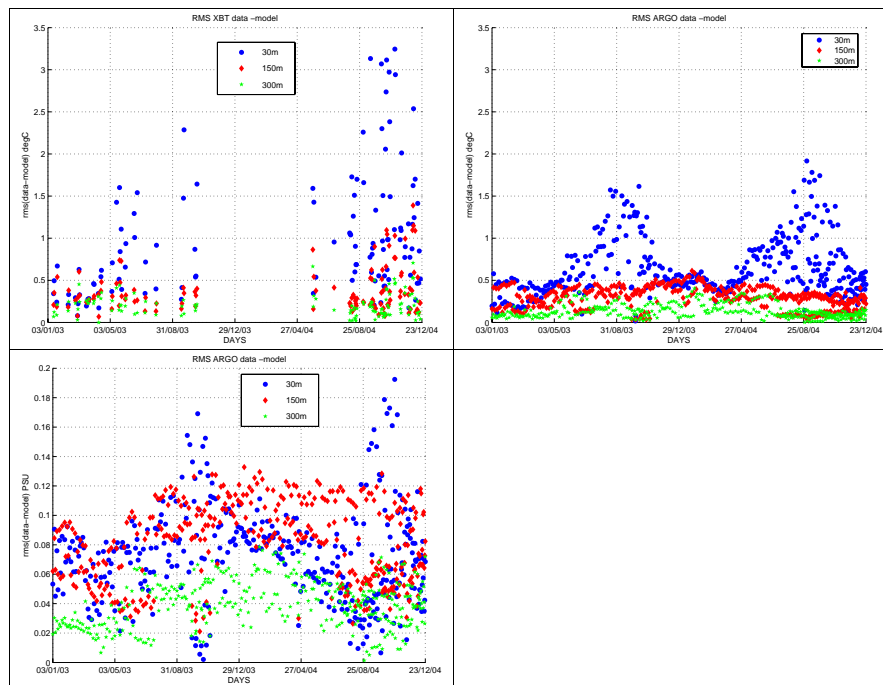 RMS XBT data −model
3.5
3
2.5
2
1.5
1
0.5
0
rms(data−model) degC
30m
150m
300m
03/01/03
03/05/03
31/08/03
29/12/03
27/04/04
25/08/04
23/12/04
DAYS
RMS ARGO data −model
3.5
3
2.5
2
1.5
1
0.5
0
rms(data−model) degC
30m
150m
300m
03/01/03
03/05/03
31/08/03
29/12/03
27/04/04
25/08/04
23/12/04
DAYS
RMS ARGO data −model
0.2
0.18
0.16
0.14
0.12
0.1
0.08
0.06
0.04
0.02
0
rms(data−model) PSU
30m
150m
300m
03/01/03
03/05/03
31/08/03
29/12/03
27/04/04
25/08/04
23/12/04
DAYS